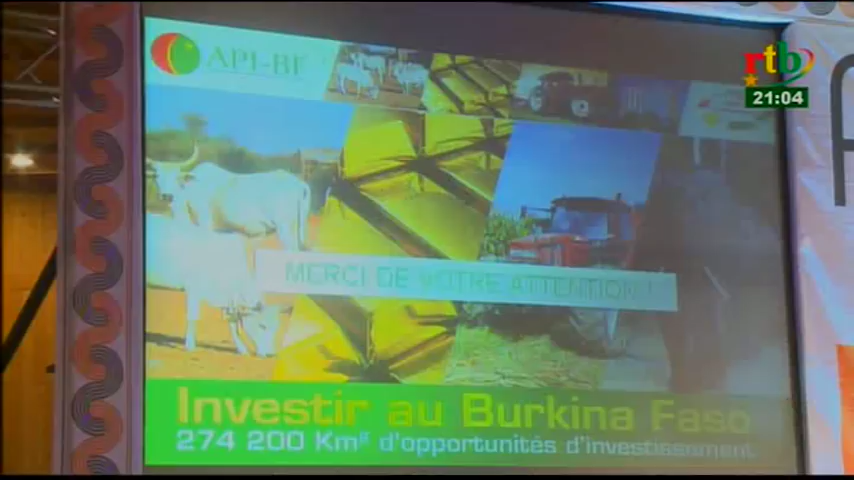 API-BF
rtb
21:04
MERCI DE VOTRE ATTENTION !
Investir au Burkina Faso
274 200 Km² d'opportunités d'investissement